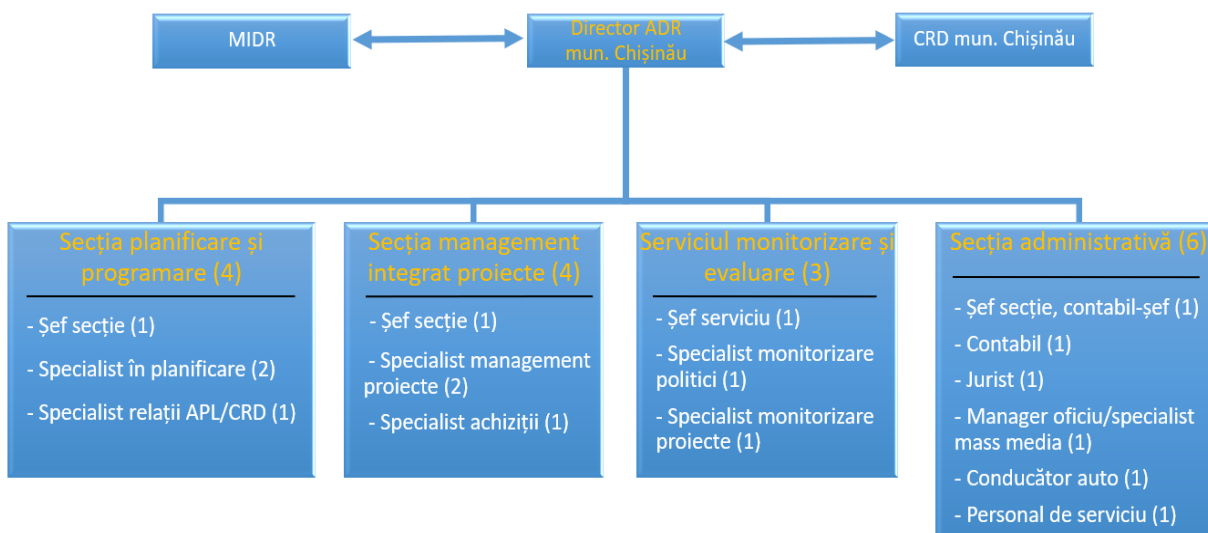 MIDR
Director ADR
mun. Chișinău
CRD mun. Chișinău
Secția planificare și
programare (4)
- Șef secție (1)
- Specialist în planificare (2)
- Specialist relații APL/CRD (1)
Secția management
integrat proiecte (4)
- Șef secție (1)
- Specialist management
proiecte (2)
- Specialist achiziții (1)
Serviciul monitorizare și
evaluare (3)
- Șef serviciu (1)
- Specialist monitorizare
politici (1)
- Specialist monitorizare
proiecte (1)
Secția administrativă (6)
- Șef secție, contabil-șef (1)
- Contabil (1)
- Jurist (1)
- Manager oficiu/specialist
mass media (1)
- Conducător auto (1)
- Personal de serviciu (1)